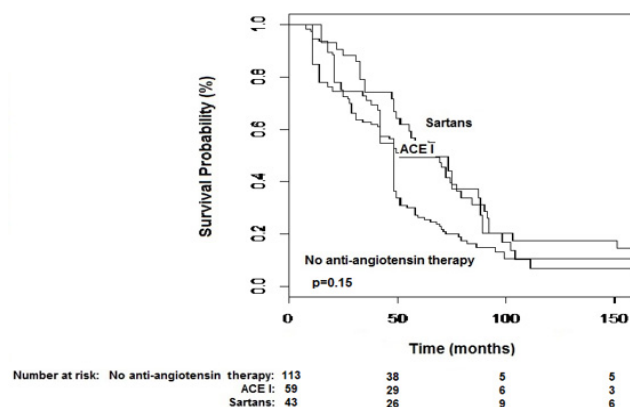 Survival Probability (%)
1.0
0.8
0.6
0.4
0.2
0.0
Sartans
ACE I
No anti-angiotensin therapy
p=0.15
0 50 100 150
Time (months)
Number at risk: No anti-angiotensin therapy: 113 38 5 5
ACE I: 59 29 6 3
Sartans: 43 26 9 6